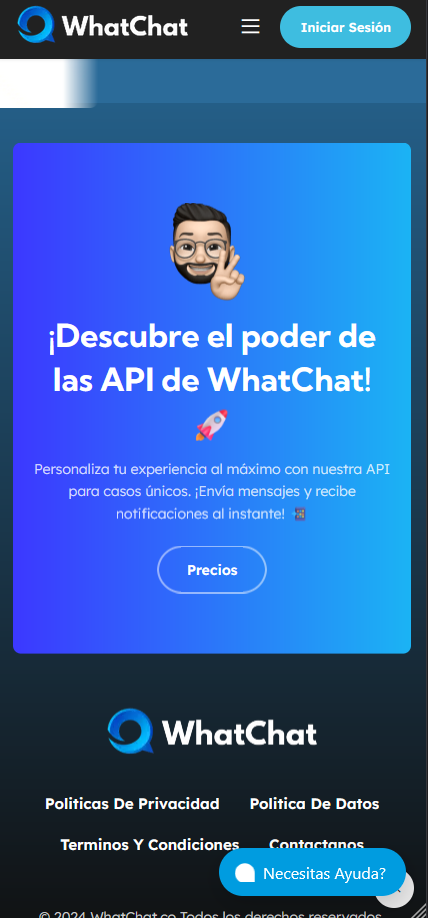 WhatChat
Iniciar Sesión
¡Descubre el poder de
las API de WhatChat!
🚀
Personaliza tu experiencia al máximo con nuestra API
para casos únicos. ¡Envía mensajes y recibe
notificaciones al instante! 📲
Precios
WhatChat
Politicas De Privacidad
Politica De Datos
Terminos Y Condiciones
Contactanos
Necesitas Ayuda?
© 2024 WhatChat.co Todos los derechos reservados